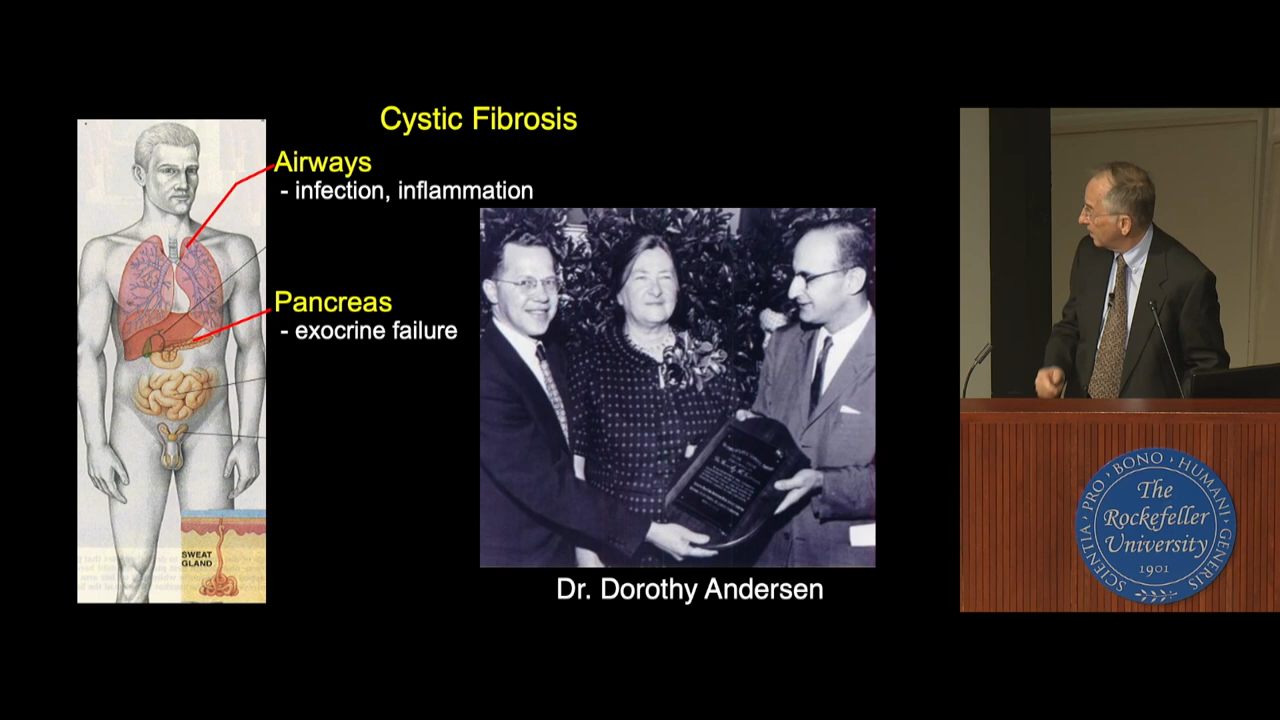 Cystic Fibrosis
Airways
- infection, inflammation
Pancreas
- exocrine failure
SWEAT
GLAND
Dr. Dorothy Andersen
SCIENTIA · PRO · BONO · HUMANI · GENERIS
The
Rockefeller
University
1901